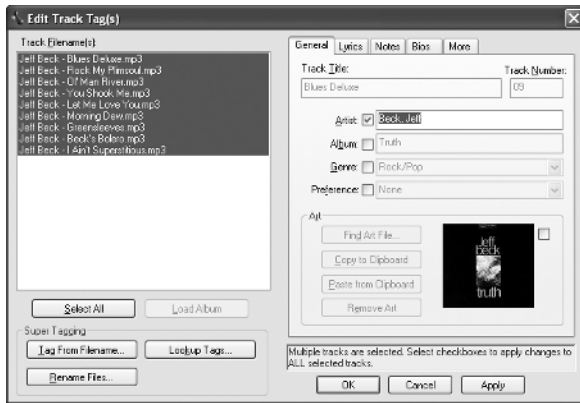 Edit Track Tag(s)
Track Filename(s):
Jeff Beck - Blues Deluxe.mp3
Jeff Beck - Rock My Plimsoul.mp3
Jeff Beck - Ol' Man River.mp3
Jeff Beck - You Shook Me.mp3
Jeff Beck - Let Me Love You.mp3
Jeff Beck - Morning Dew.mp3
Jeff Beck - Greensleeves.mp3
Jeff Beck - Beck's Bolero.mp3
Jeff Beck - I Ain't Superstitious.mp3
Select All
Load Album
Super Tagging
Tag From Filename...
Lookup Tags...
Rename Files...
General
Lyrics
Notes
Bios
More
Track Title:
Track Number:
Blues Deluxe
09
Artist:
Beck, Jeff
Album:
Truth
Genre:
Rock/Pop
Preference:
None
Art
Find Art File...
Copy to Clipboard
Paste from Clipboard
Remove Art
jeff
beck
truth
Multiple tracks are selected. Select checkboxes to apply changes to
ALL selected tracks.
OK
Cancel
Apply